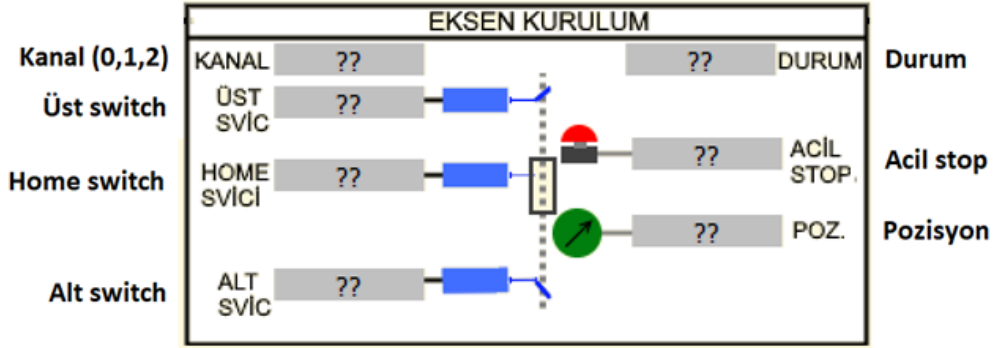 EKSEN KURULUM
Kanal (0,1,2) KANAL ?? ?? DURUM Durum
Üst switch ÜST SVİC ??
Home switch HOME SVİCİ ?? ?? ACİL STOP. Acil stop
?? POZ. Pozisyon
Alt switch ALT SVİC ??